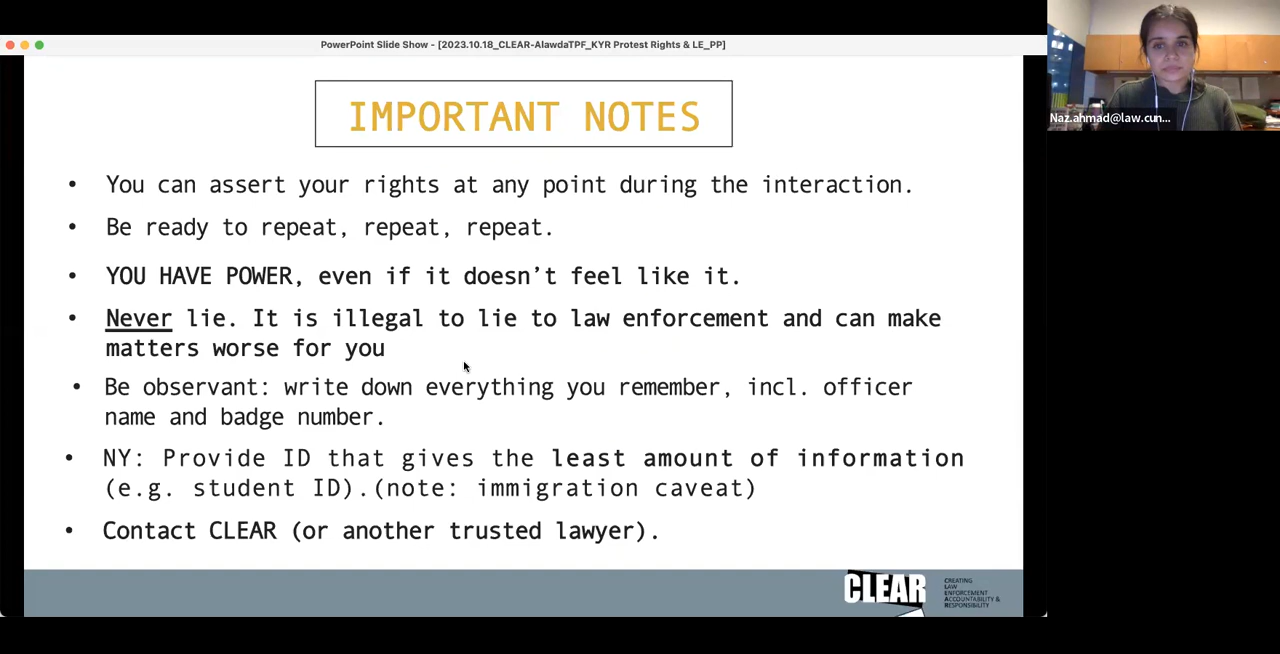 PowerPoint Slide Show - [2023.10.18_CLEAR-AlawdaTPF_KYR Protest Rights & LE_PP]
Naz.ahmad@law.cun...
IMPORTANT NOTES
• You can assert your rights at any point during the interaction.
• Be ready to repeat, repeat, repeat.
• YOU HAVE POWER, even if it doesn’t feel like it.
• Never lie. It is illegal to lie to law enforcement and can make
matters worse for you
• Be observant: write down everything you remember, incl. officer
name and badge number.
• NY: Provide ID that gives the least amount of information
(e.g. student ID).(note: immigration caveat)
• Contact CLEAR (or another trusted lawyer).
CLEAR
CREATING
LAW
ENFORCEMENT
ACCOUNTABILITY &
RESPONSIBILITY